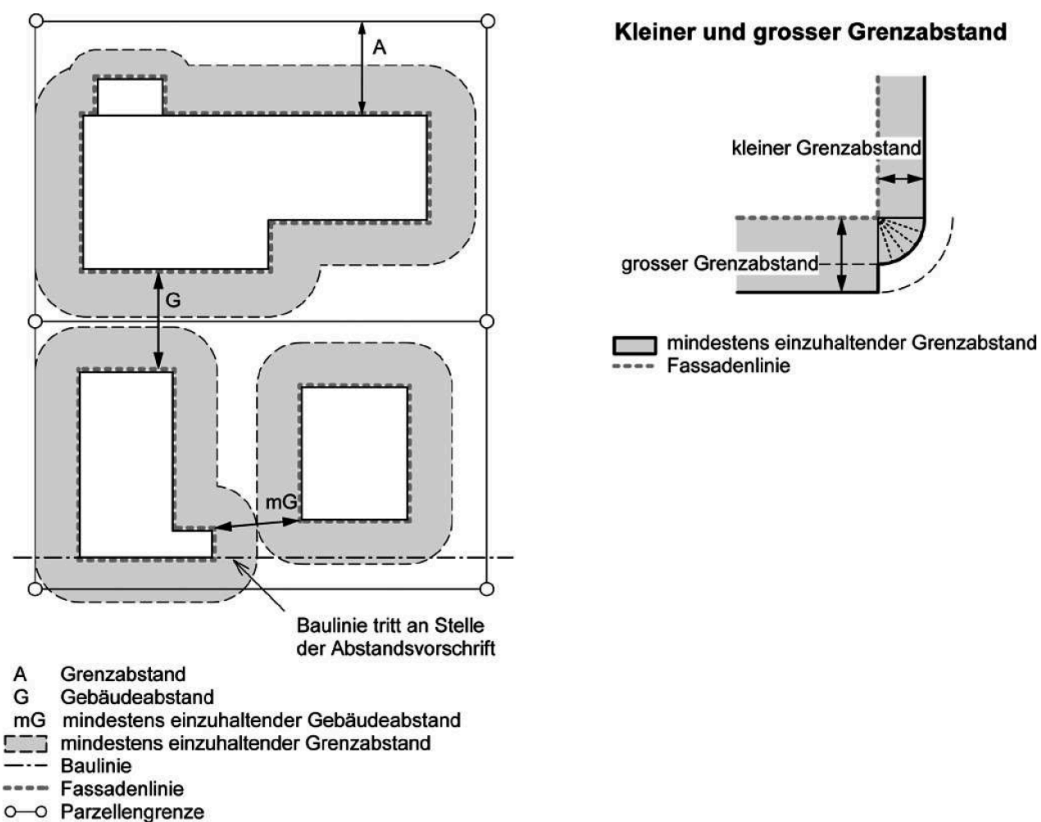 A
G
mG
Baulinie tritt an Stelle
der Abstandsvorschrift
A Grenzabstand
G Gebäudeabstand
mG mindestens einzuhaltender Gebäudeabstand
mindestens einzuhaltender Grenzabstand
Baulinie
Fassadenlinie
Parzellengrenze
Kleiner und grosser Grenzabstand
kleiner Grenzabstand
grosser Grenzabstand
mindestens einzuhaltender Grenzabstand
Fassadenlinie